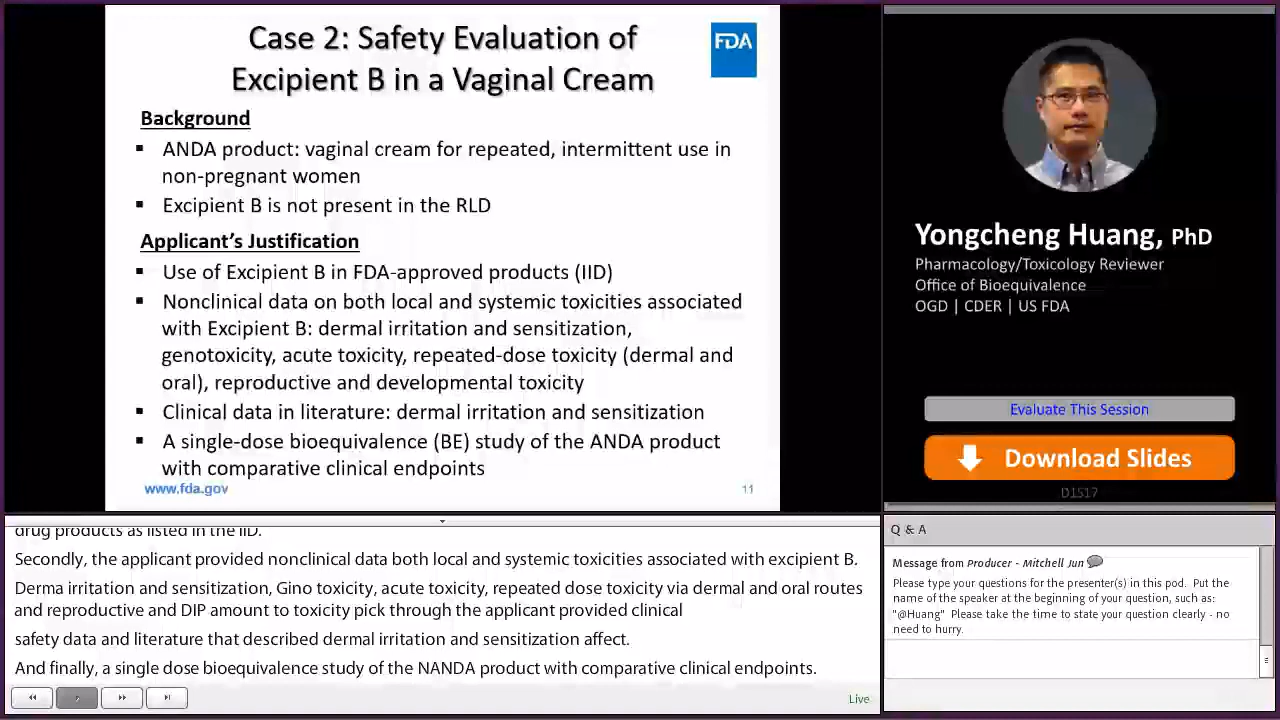 Case 2: Safety Evaluation of
Excipient B in a Vaginal Cream
FDA
Background
▪ ANDA product: vaginal cream for repeated, intermittent use in
non-pregnant women
▪ Excipient B is not present in the RLD
Applicant's Justification
▪ Use of Excipient B in FDA-approved products (IID)
▪ Nonclinical data on both local and systemic toxicities associated
with Excipient B: dermal irritation and sensitization,
genotoxicity, acute toxicity, repeated-dose toxicity (dermal and
oral), reproductive and developmental toxicity
▪ Clinical data in literature: dermal irritation and sensitization
▪ A single-dose bioequivalence (BE) study of the ANDA product
with comparative clinical endpoints
www.fda.gov
11
Yongcheng Huang, PhD
Pharmacology/Toxicology Reviewer
Office of Bioequivalence
OGD | CDER | US FDA
Evaluate This Session
Download Slides
D1517
drug products as listed in the IID.
Secondly, the applicant provided nonclinical data both local and systemic toxicities associated with excipient B.
Derma irritation and sensitization, Gino toxicity, acute toxicity, repeated dose toxicity via dermal and oral routes
and reproductive and DIP amount to toxicity pick through the applicant provided clinical
safety data and literature that described dermal irritation and sensitization affect.
And finally, a single dose bioequivalence study of the NANDA product with comparative clinical endpoints.
Live
Q & A
Message from Producer - Mitchell Jun
Please type your questions for the presenter(s) in this pod. Put the
name of the speaker at the beginning of your question, such as:
"@Huang" Please take the time to state your question clearly - no
need to hurry.